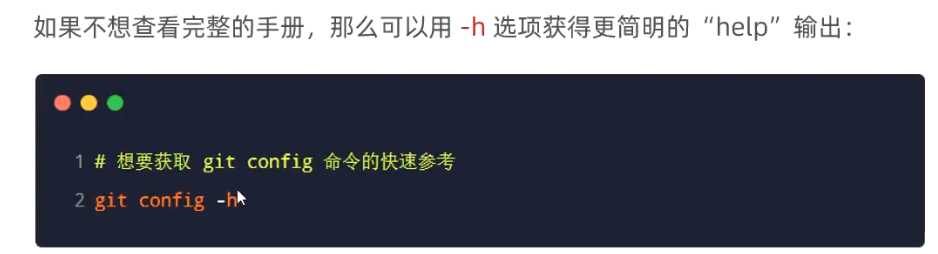 如果不想查看完整的手册，那么可以用 -h 选项获得更简明的“help”输出：
1 # 想要获取 git config 命令的快速参考
2 git config -h